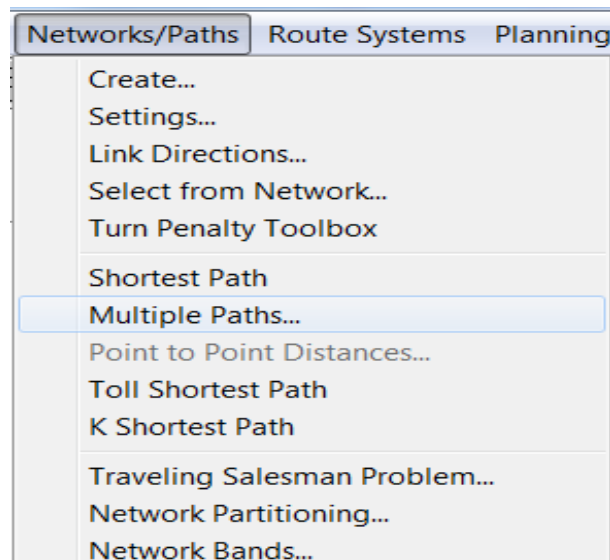 Networks/Paths Route Systems Planning
Create...
Settings...
Link Directions...
Select from Network...
Turn Penalty Toolbox
Shortest Path
Multiple Paths...
Point to Point Distances...
Toll Shortest Path
K Shortest Path
Traveling Salesman Problem...
Network Partitioning...
Network Bands...